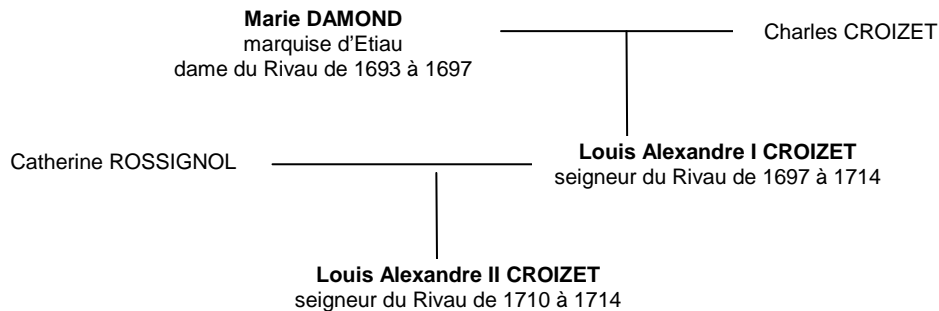 Marie DAMOND
marquise d'Etiau
dame du Rivau de 1693 à 1697
Charles CROIZET
Catherine ROSSIGNOL
Louis Alexandre I CROIZET
seigneur du Rivau de 1697 à 1714
Louis Alexandre II CROIZET
seigneur du Rivau de 1710 à 1714